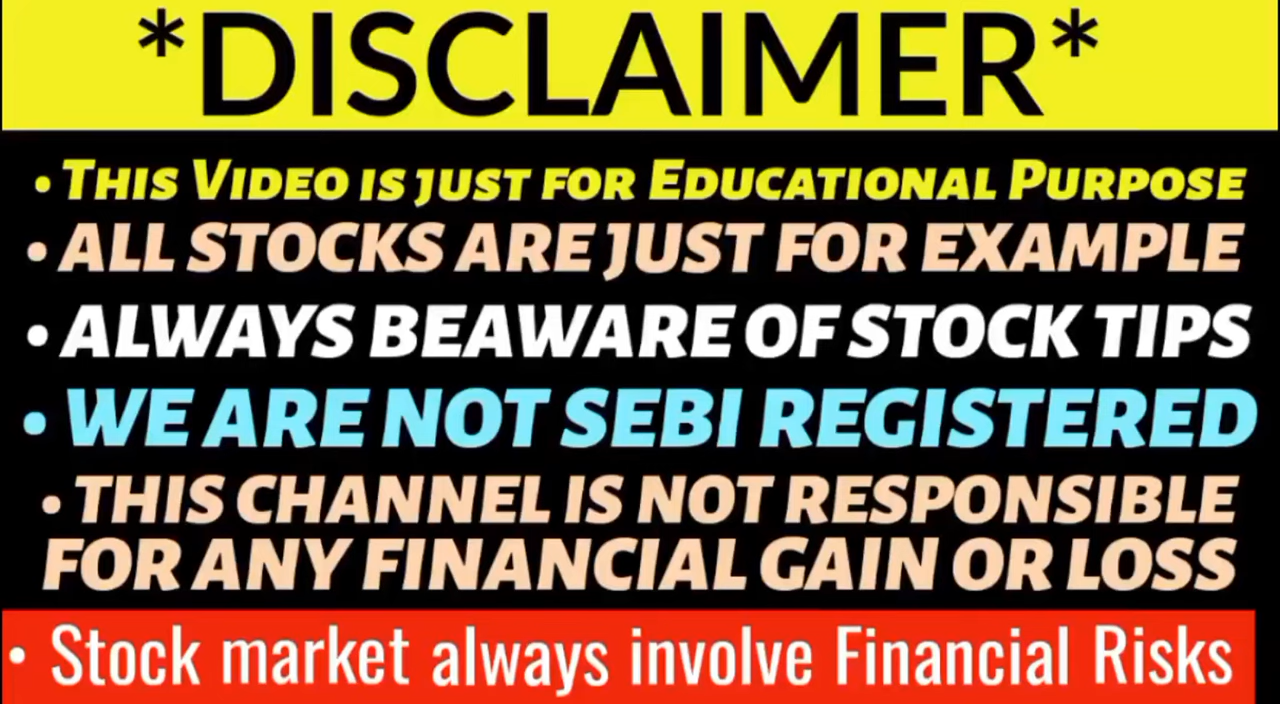 *DISCLAIMER*
• THIS VIDEO IS JUST FOR EDUCATIONAL PURPOSE
• ALL STOCKS ARE JUST FOR EXAMPLE
• ALWAYS BEAWARE OF STOCK TIPS
• WE ARE NOT SEBI REGISTERED
• THIS CHANNEL IS NOT RESPONSIBLE
FOR ANY FINANCIAL GAIN OR LOSS
• Stock market always involve Financial Risks